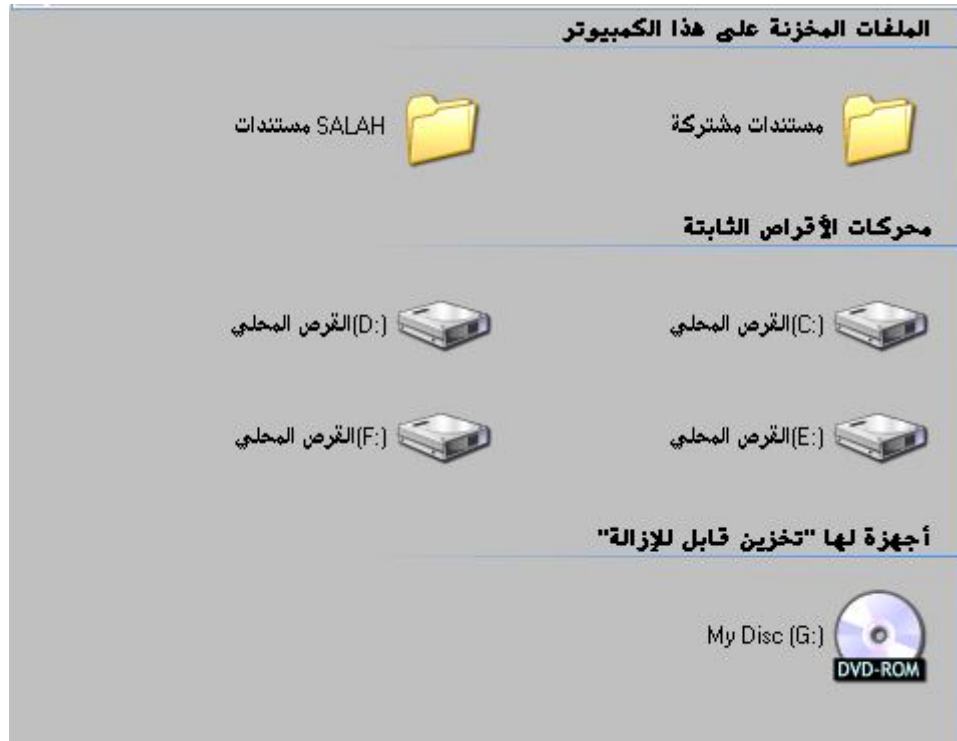 الملفات المخزنة على هذا الكمبيوتر
مستندات مشتركة
مستندات SALAH
محركات الأقراص الثابتة
القرص المحلي(C:)
القرص المحلي(D:)
القرص المحلي(E:)
القرص المحلي(F:)
أجهزة لها "تخزين قابل للإزالة"
My Disc (G:)
DVD-ROM